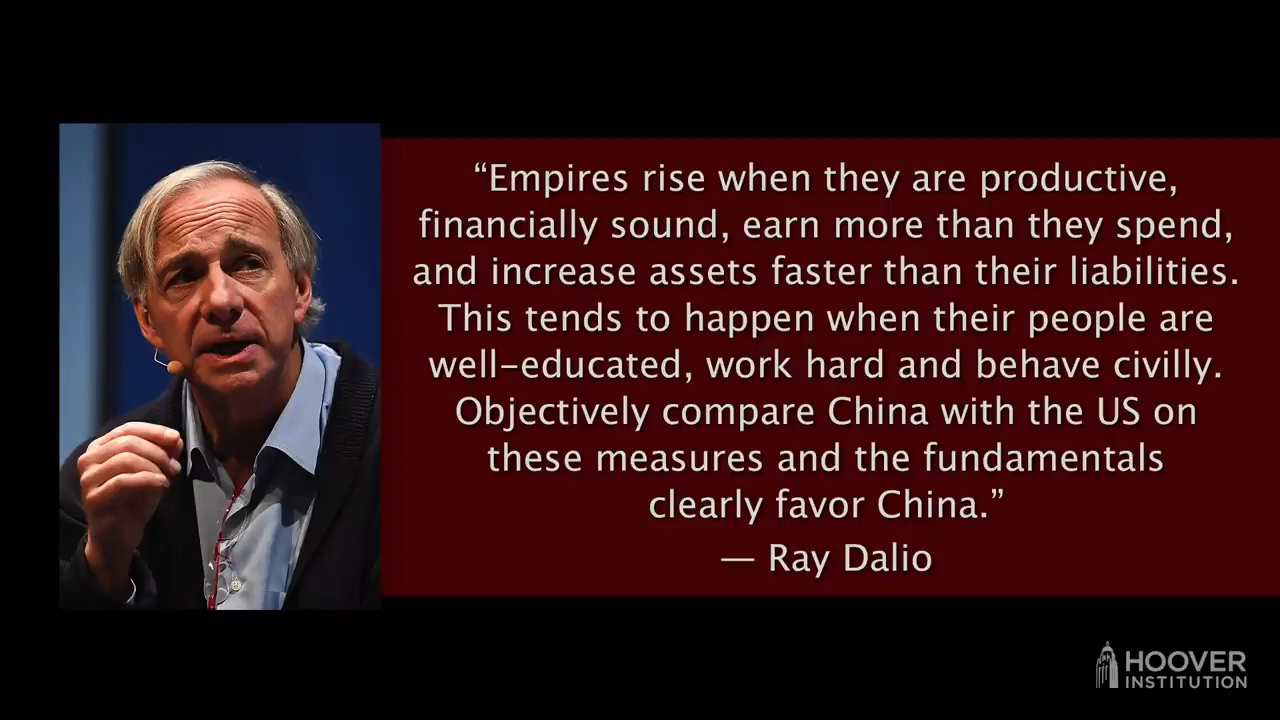 “Empires rise when they are productive,
financially sound, earn more than they spend,
and increase assets faster than their liabilities.
This tends to happen when their people are
well–educated, work hard and behave civilly.
Objectively compare China with the US on
these measures and the fundamentals
clearly favor China.”
— Ray Dalio
HOOVER
INSTITUTION